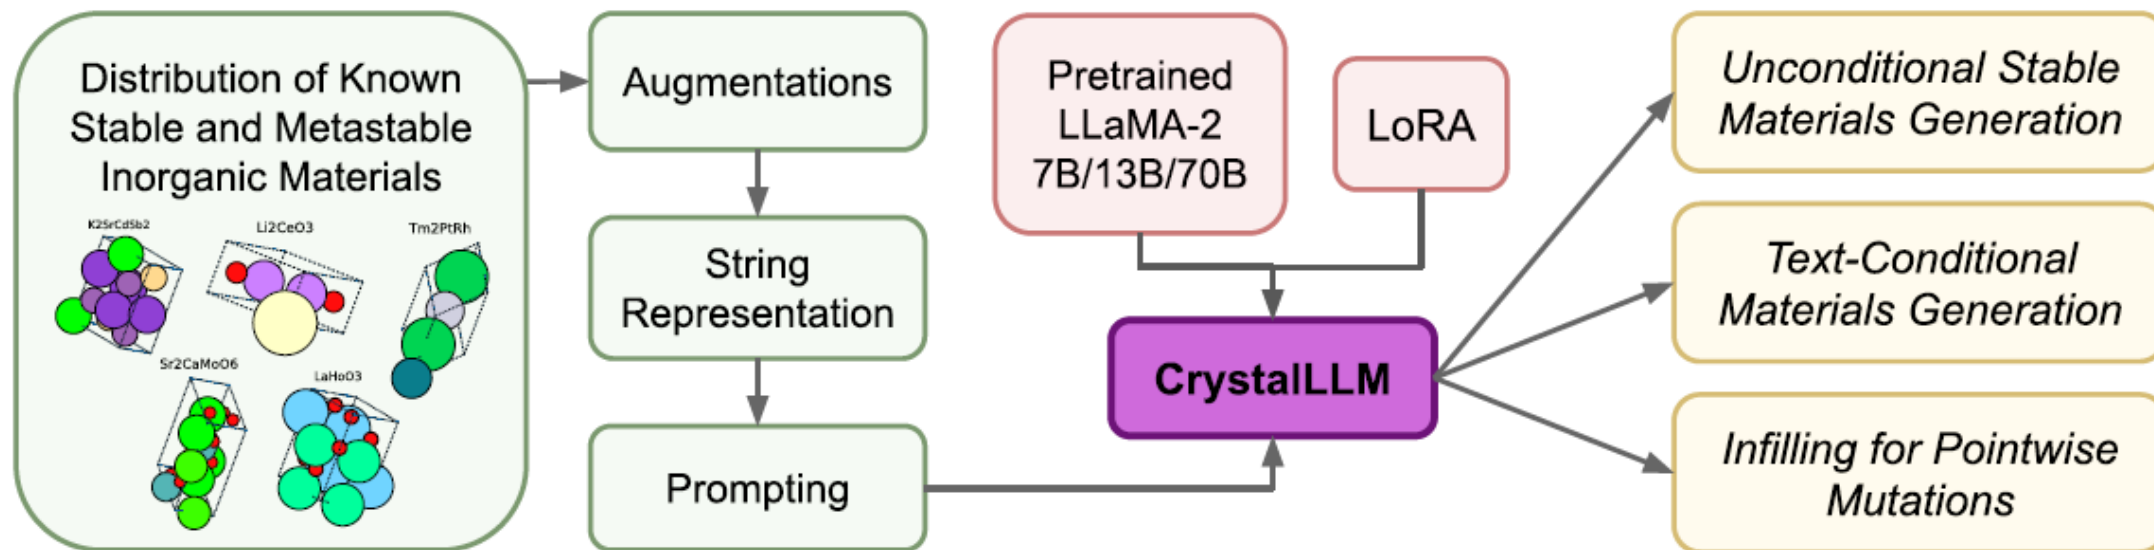 Distribution of Known
Stable and Metastable
Inorganic Materials
K2SrCdSb2
Li2CeO3
Tm2PtRh
Sr2CaMoO6
LaHoO3
Augmentations
String
Representation
Prompting
Pretrained
LLaMA-2
7B/13B/70B
LoRA
CrystalLLM
Unconditional Stable
Materials Generation
Text-Conditional
Materials Generation
Infilling for Pointwise
Mutations